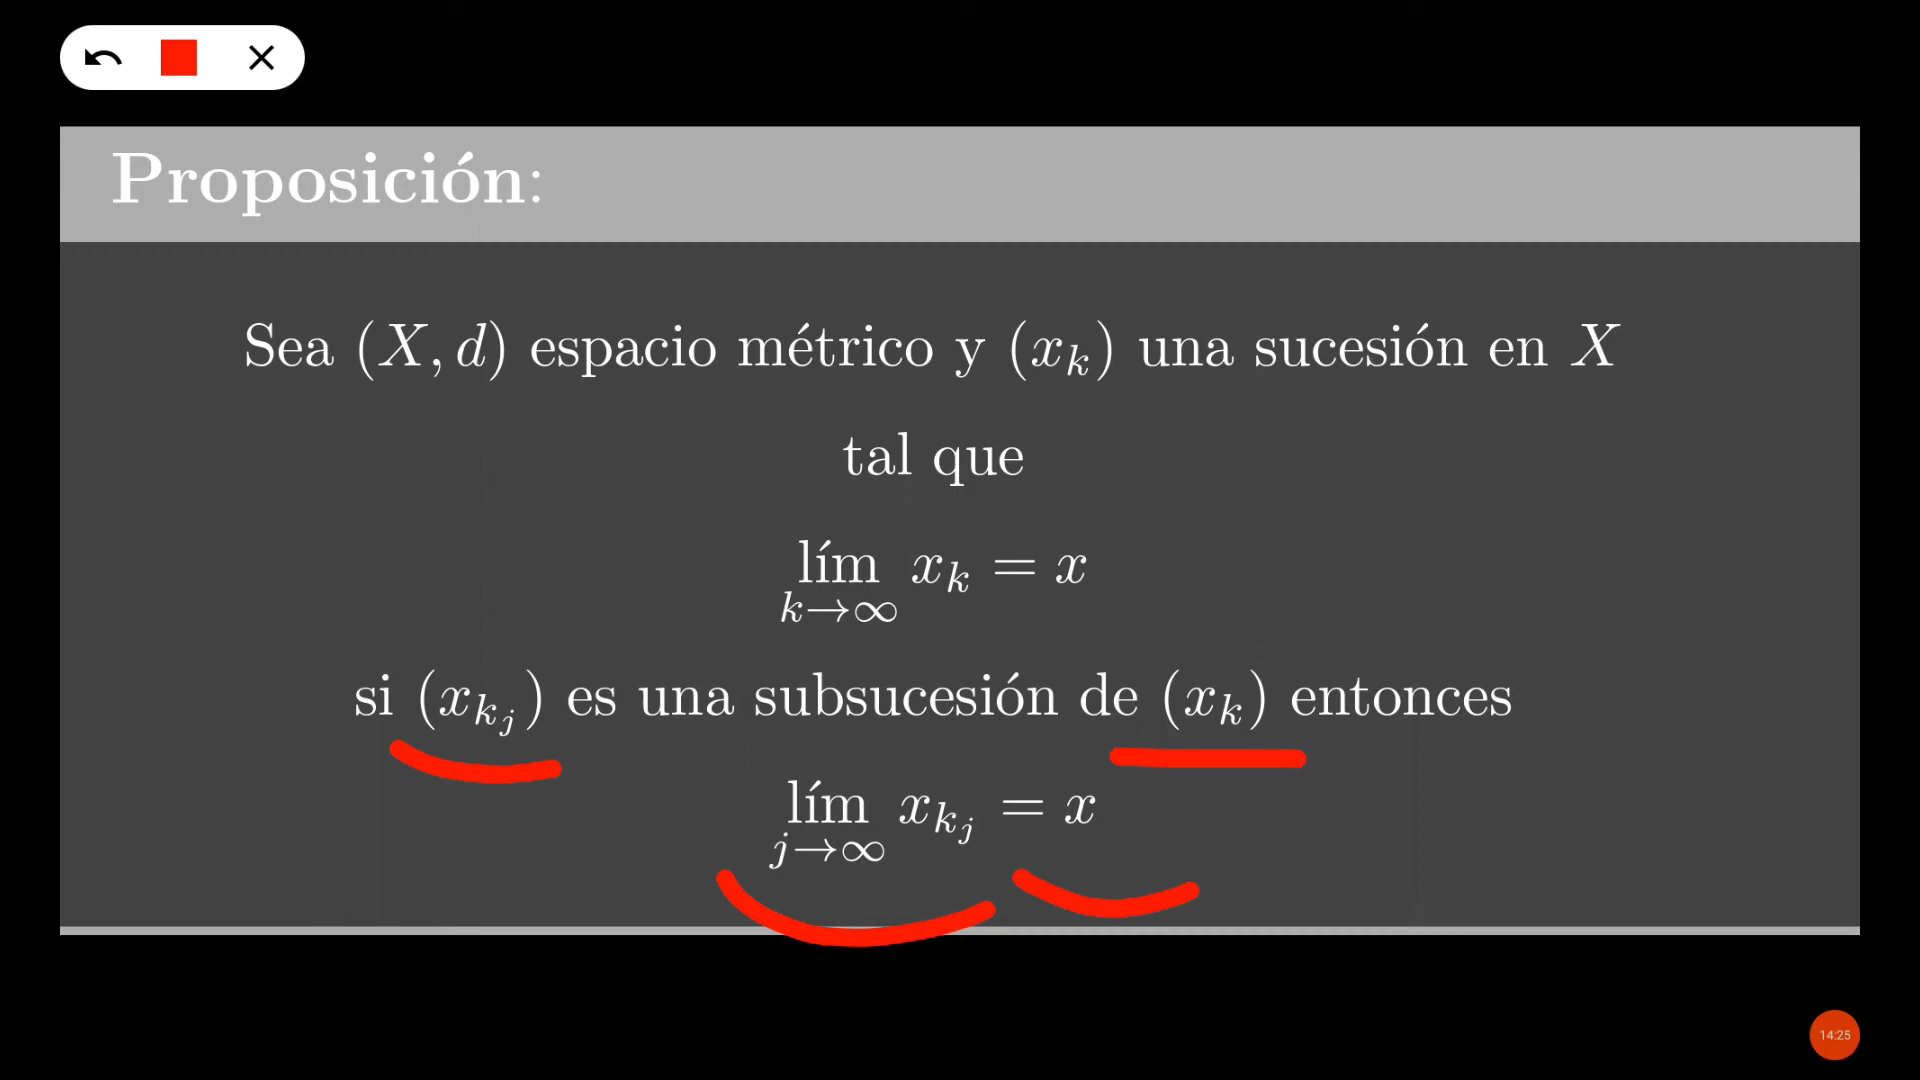 Proposición:
Sea (X, d) espacio métrico y (x_k) una sucesión en X
tal que
lím_{k→∞} x_k = x
si (x_{k_j}) es una subsucesión de (x_k) entonces
lím_{j→∞} x_{k_j} = x
14:25